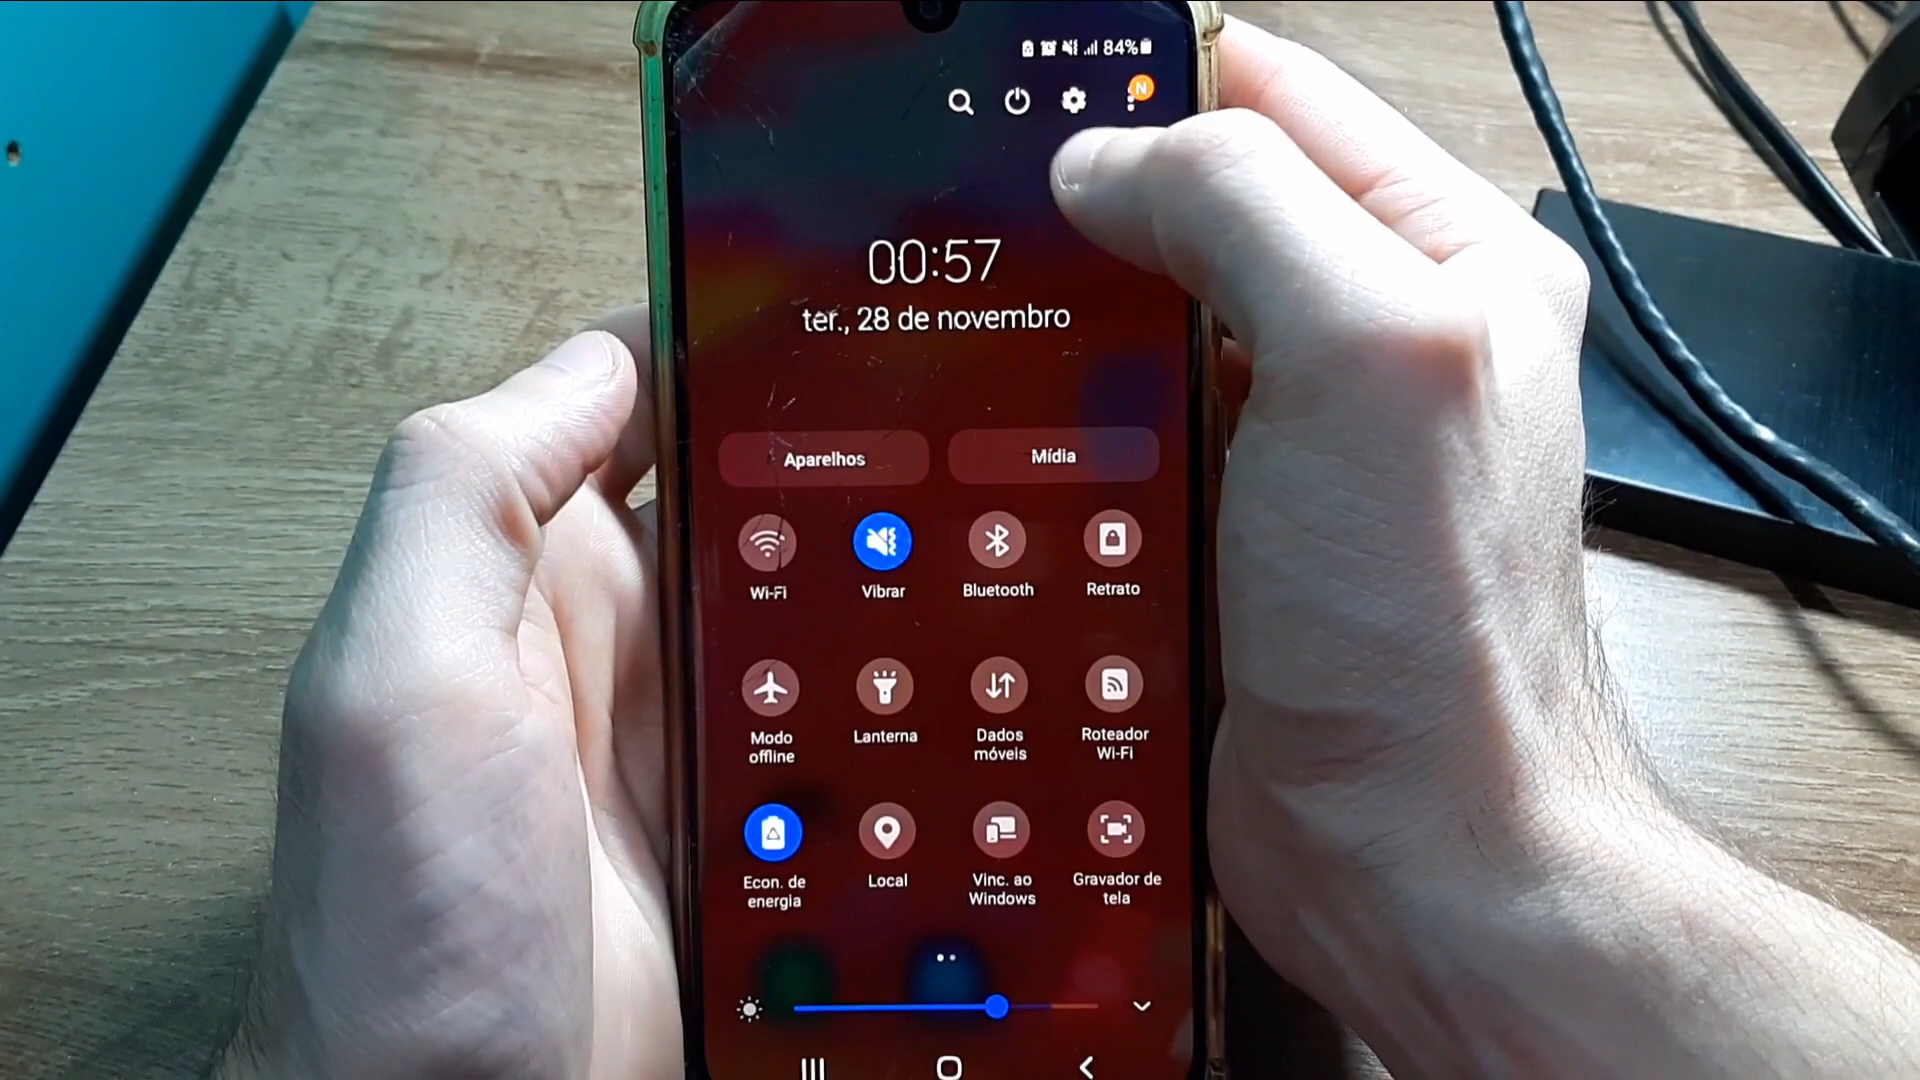 84%
N
00:57
ter., 28 de novembro
Aparelhos
Mídia
Wi-Fi
Vibrar
Bluetooth
Retrato
Modo
offline
Lanterna
Dados
móveis
Roteador
Wi-Fi
Econ. de
energia
Local
Vinc. ao
Windows
Gravador de
tela